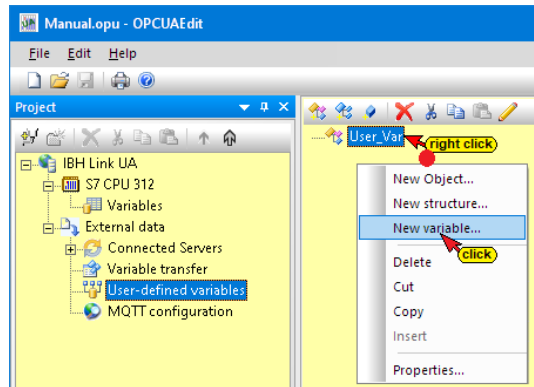 Manual.opu - OPCUAEdit
File Edit Help
Project
IBH Link UA
S7 CPU 312
Variables
External data
Connected Servers
Variable transfer
User-defined variables
MQTT configuration
User_Var
right click)
New Object...
New structure...
New variable...
click)
Delete
Cut
Copy
Insert
Properties...